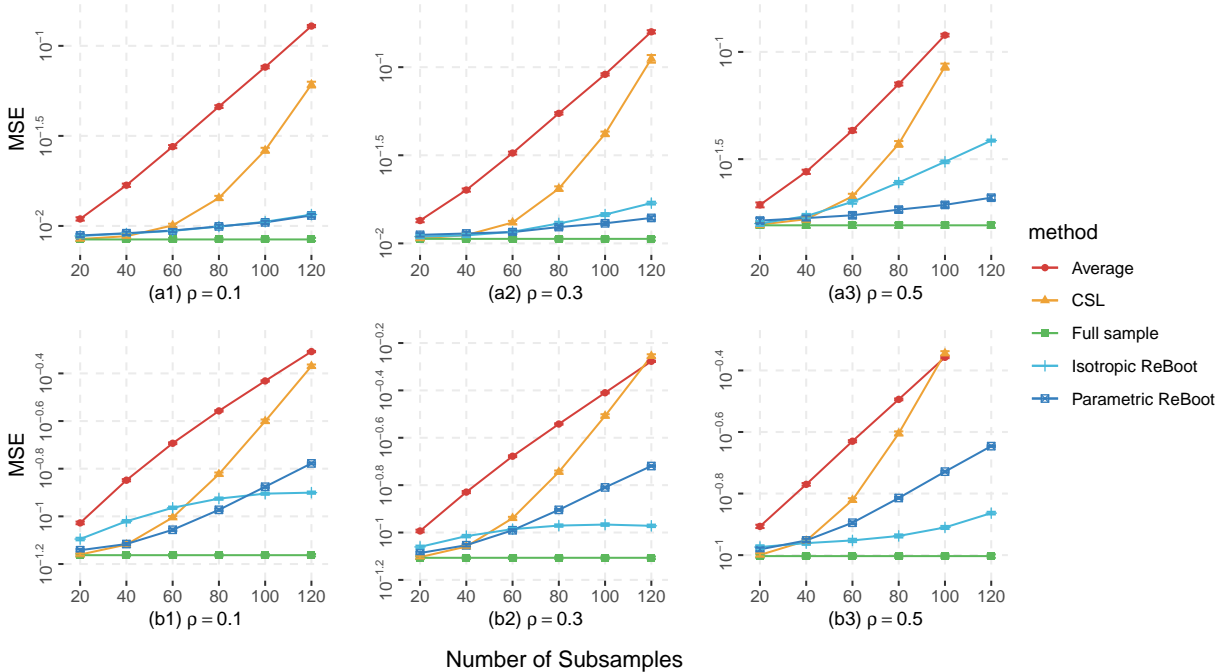 MSE
10^−1
10^−1.5
10^−2
20 40 60 80 100 120
(a1) ρ = 0.1
10^−1
10^−1.5
10^−2
20 40 60 80 100 120
(a2) ρ = 0.3
10^−1
10^−1.5
20 40 60 80 100 120
(a3) ρ = 0.5
MSE
10^−0.4
10^−0.6
10^−0.8
10^−1
10^−1.2
20 40 60 80 100 120
(b1) ρ = 0.1
10^−0.2
10^−0.4
10^−0.6
10^−0.8
10^−1
10^−1.2
20 40 60 80 100 120
(b2) ρ = 0.3
10^−0.4
10^−0.6
10^−0.8
10^−1
20 40 60 80 100 120
(b3) ρ = 0.5
Number of Subsamples
method
Average
CSL
Full sample
Isotropic ReBoot
Parametric ReBoot